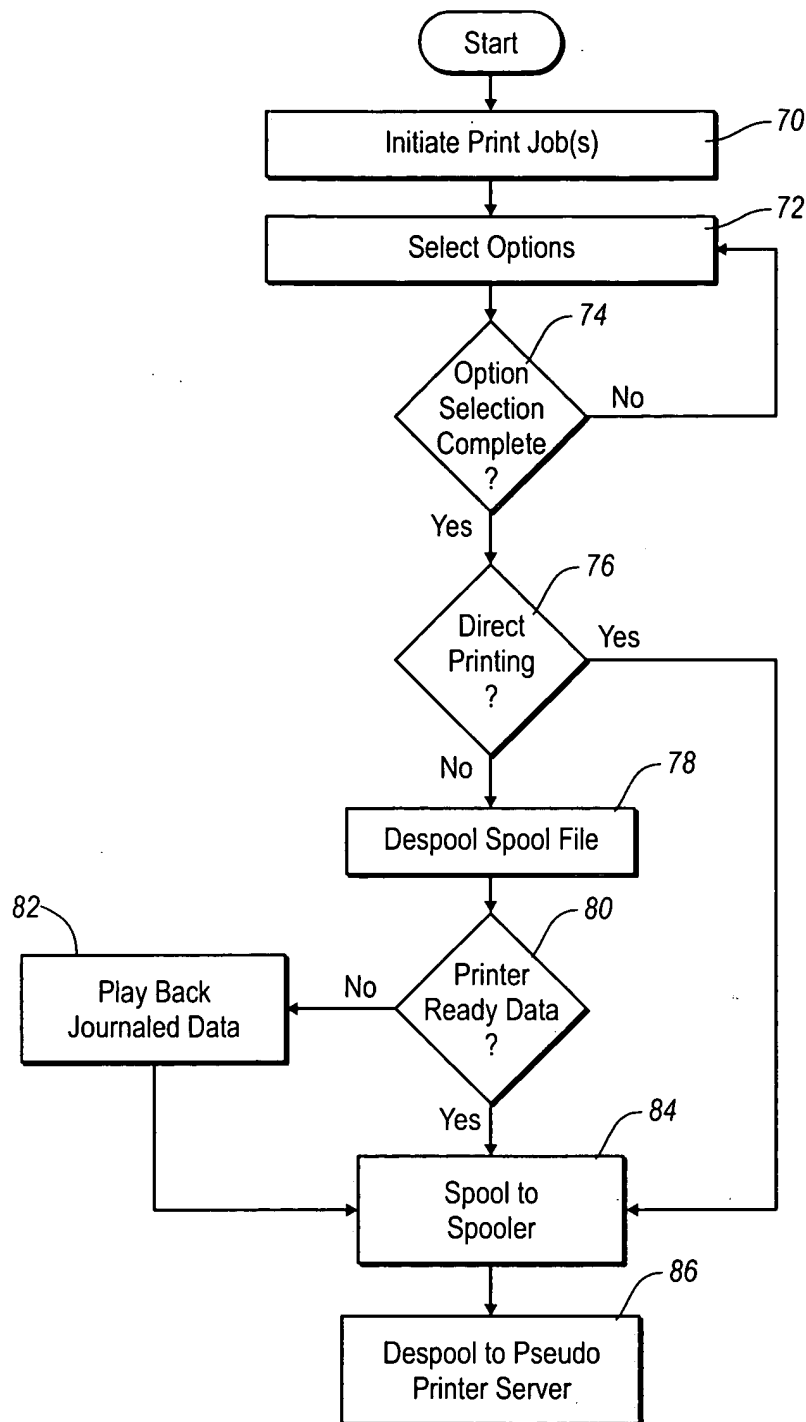 Start
Initiate Print Job(s)
70
Select Options
72
74
Option
Selection
Complete
?
No
Yes
76
Direct
Printing
?
Yes
No
78
Despool Spool File
80
82
Printer
Ready Data
?
No
Play Back
Journaled Data
Yes
84
Spool to
Spooler
86
Despool to Pseudo
Printer Server